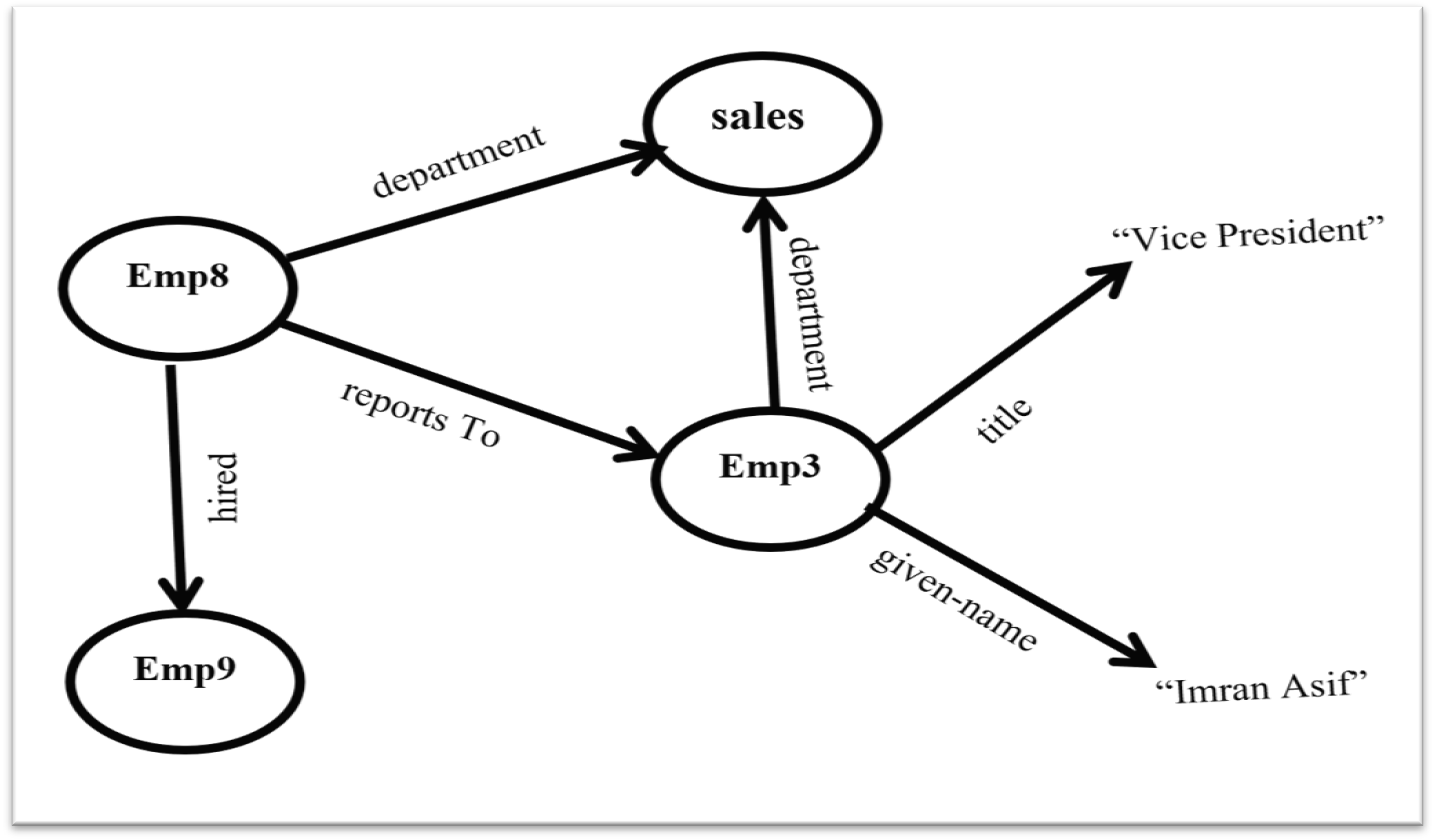 sales
department
“Vice President”
Emp8
department
title
reports To
Emp3
hired
given-name
Emp9
“Imran Asif”